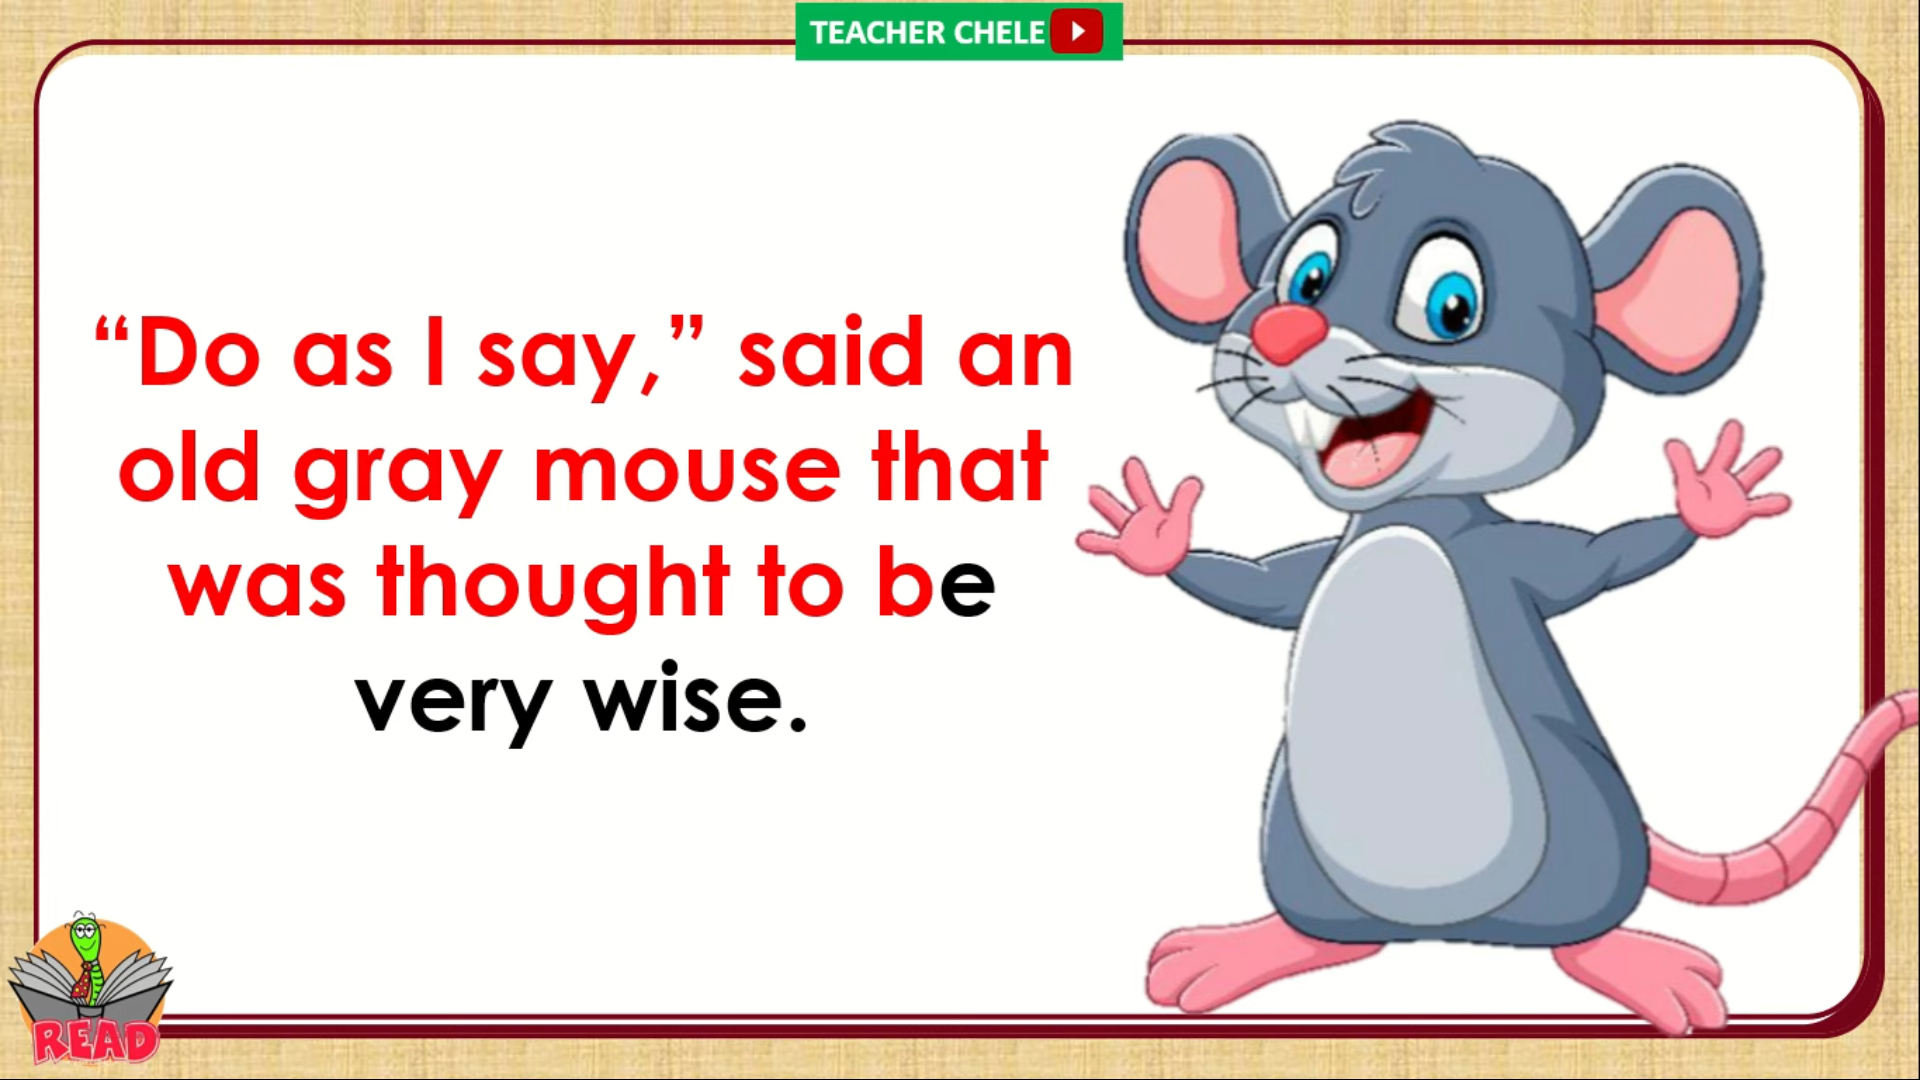 TEACHER CHELE
“Do as I say,” said an
old gray mouse that
was thought to be
very wise.
READ